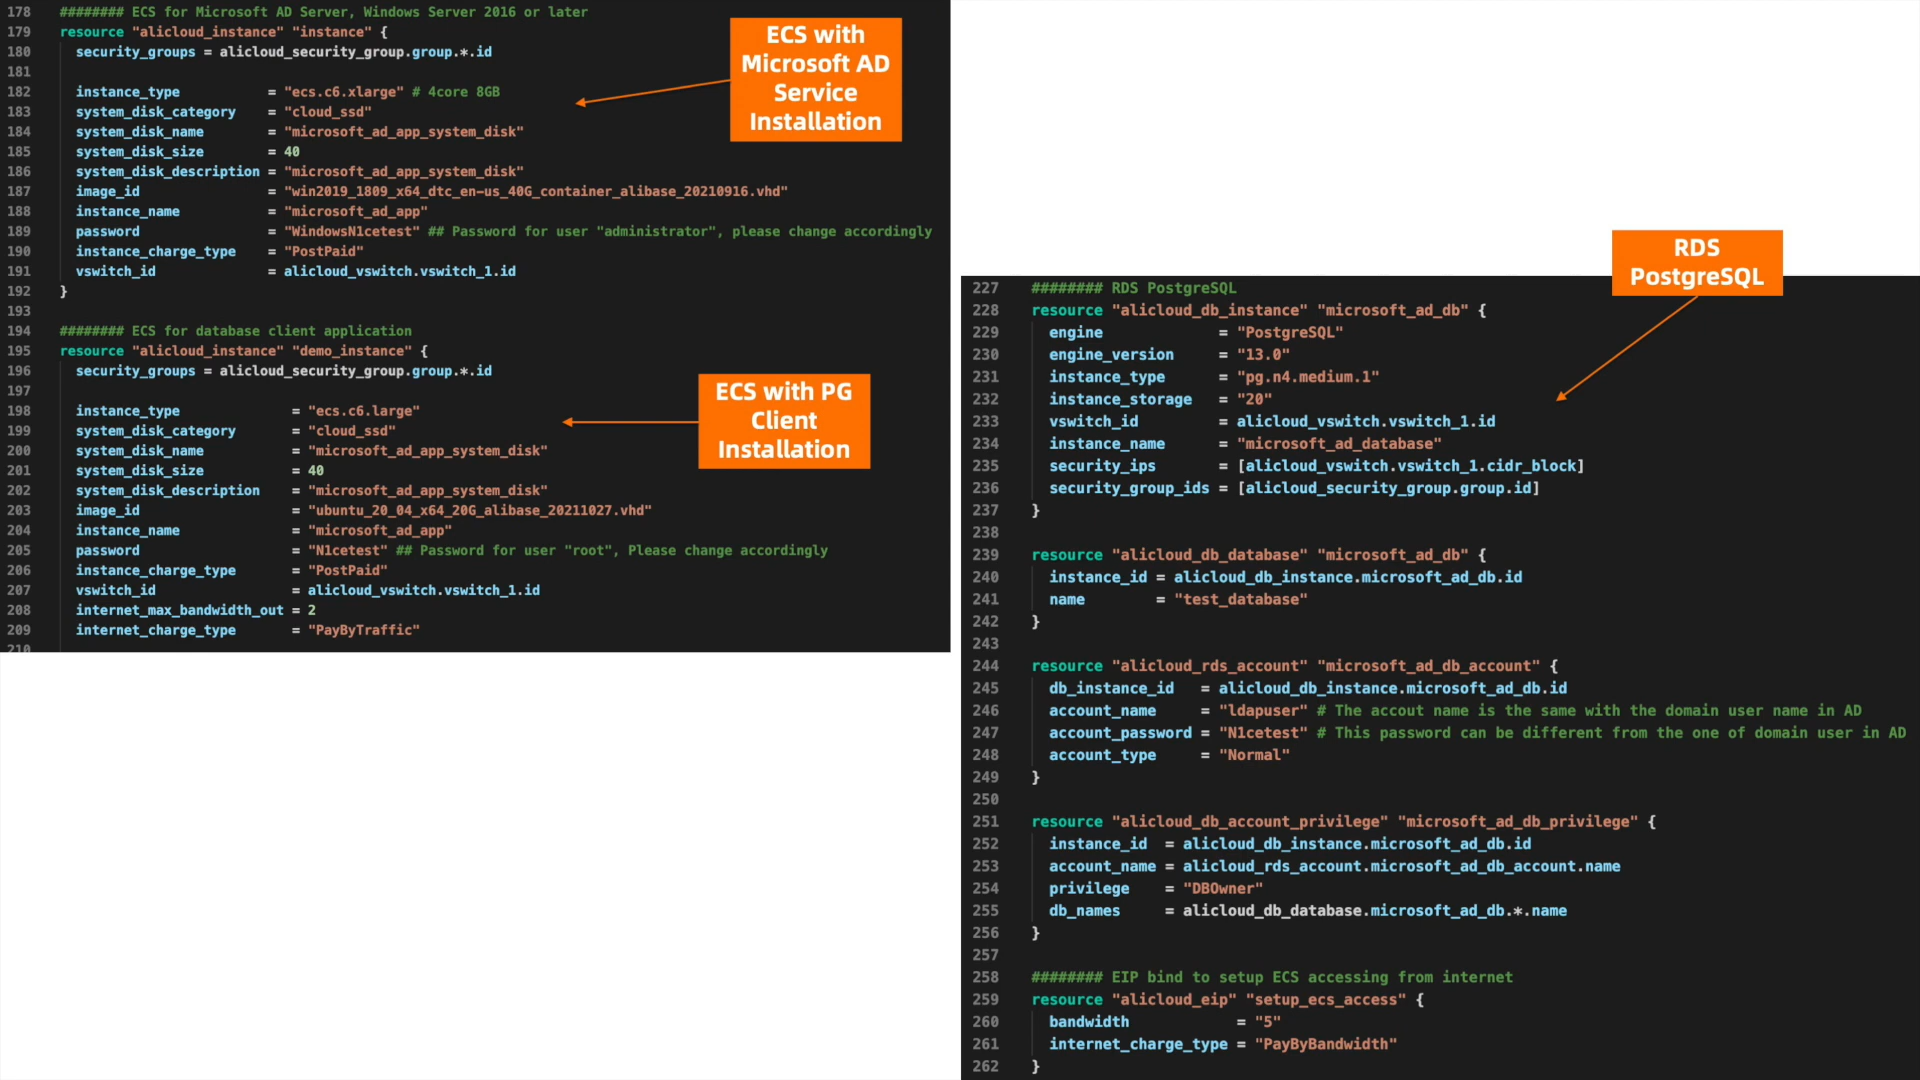 178 ######## ECS for Microsoft AD Server, Windows Server 2016 or later
179 resource "alicloud_instance" "instance" {
180 security_groups = alicloud_security_group.group.*.id
181
182 instance_type = "ecs.c6.xlarge" # 4core 8GB
183 system_disk_category = "cloud_ssd"
184 system_disk_name = "microsoft_ad_app_system_disk"
185 system_disk_size = 40
186 system_disk_description = "microsoft_ad_app_system_disk"
187 image_id = "win2019_1809_x64_dtc_en-us_40G_container_alibase_20210916.vhd"
188 instance_name = "microsoft_ad_app"
189 password = "WindowsN1cetest" ## Password for user "administrator", please change accordingly
190 instance_charge_type = "PostPaid"
191 vswitch_id = alicloud_vswitch.vswitch_1.id
192 }
193
194 ######## ECS for database client application
195 resource "alicloud_instance" "demo_instance" {
196 security_groups = alicloud_security_group.group.*.id
197
198 instance_type = "ecs.c6.large"
199 system_disk_category = "cloud_ssd"
200 system_disk_name = "microsoft_ad_app_system_disk"
201 system_disk_size = 40
202 system_disk_description = "microsoft_ad_app_system_disk"
203 image_id = "ubuntu_20_04_x64_20G_alibase_20211027.vhd"
204 instance_name = "microsoft_ad_app"
205 password = "N1cetest" ## Password for user "root", Please change accordingly
206 instance_charge_type = "PostPaid"
207 vswitch_id = alicloud_vswitch.vswitch_1.id
208 internet_max_bandwidth_out = 2
209 internet_charge_type = "PayByTraffic"
210
ECS with
Microsoft AD
Service
Installation
ECS with PG
Client
Installation
RDS
PostgreSQL
227 ######## RDS PostgreSQL
228 resource "alicloud_db_instance" "microsoft_ad_db" {
229 engine = "PostgreSQL"
230 engine_version = "13.0"
231 instance_type = "pg.n4.medium.1"
232 instance_storage = "20"
233 vswitch_id = alicloud_vswitch.vswitch_1.id
234 instance_name = "microsoft_ad_database"
235 security_ips = [alicloud_vswitch.vswitch_1.cidr_block]
236 security_group_ids = [alicloud_security_group.group.id]
237 }
238
239 resource "alicloud_db_database" "microsoft_ad_db" {
240 instance_id = alicloud_db_instance.microsoft_ad_db.id
241 name = "test_database"
242 }
243
244 resource "alicloud_rds_account" "microsoft_ad_db_account" {
245 db_instance_id = alicloud_db_instance.microsoft_ad_db.id
246 account_name = "ldapuser" # The accout name is the same with the domain user name in AD
247 account_password = "N1cetest" # This password can be different from the one of domain user in AD
248 account_type = "Normal"
249 }
250
251 resource "alicloud_db_account_privilege" "microsoft_ad_db_privilege" {
252 instance_id = alicloud_db_instance.microsoft_ad_db.id
253 account_name = alicloud_rds_account.microsoft_ad_db_account.name
254 privilege = "DBOwner"
255 db_names = alicloud_db_database.microsoft_ad_db.*.name
256 }
257
258 ######## EIP bind to setup ECS accessing from internet
259 resource "alicloud_eip" "setup_ecs_access" {
260 bandwidth = "5"
261 internet_charge_type = "PayByBandwidth"
262 }